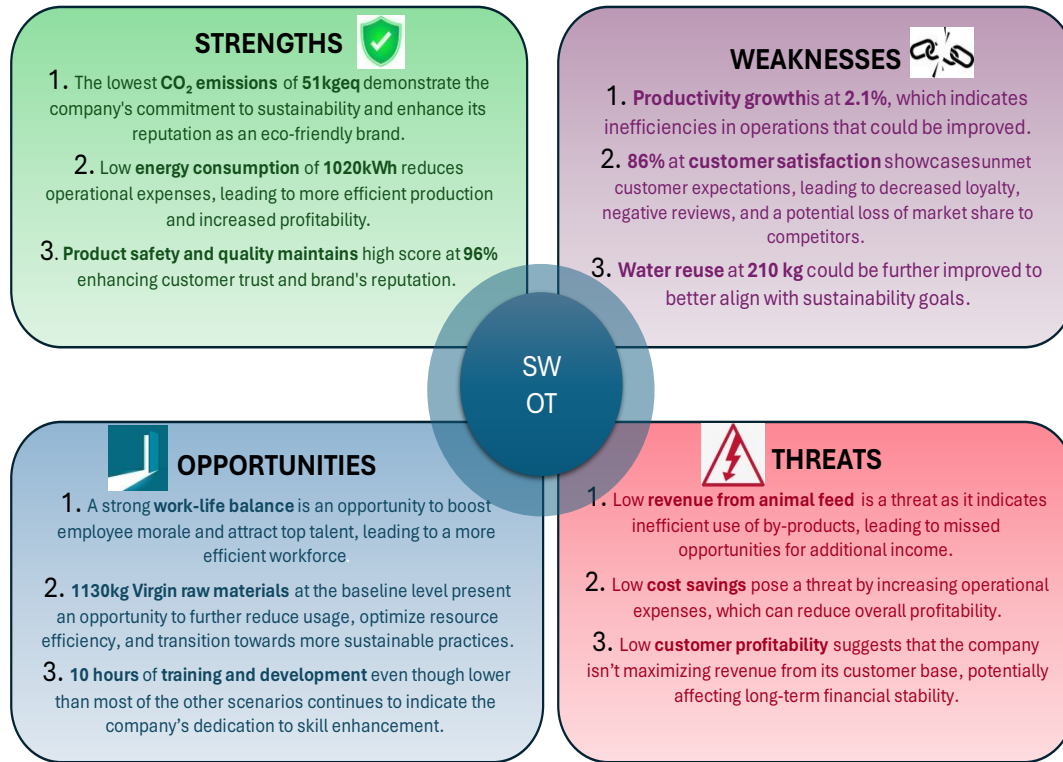 STRENGTHS
1. The lowest CO₂ emissions of 51kgeq demonstrate the
company's commitment to sustainability and enhance its
reputation as an eco-friendly brand.
2. Low energy consumption of 1020kWh reduces
operational expenses, leading to more efficient production
and increased profitability.
3. Product safety and quality maintains high score at 96%
enhancing customer trust and brand's reputation.
WEAKNESSES
1. Productivity growthis at 2.1%, which indicates
inefficiencies in operations that could be improved.
2. 86% at customer satisfaction showcases unmet
customer expectations, leading to decreased loyalty,
negative reviews, and a potential loss of market share to
competitors.
3. Water reuse at 210 kg could be further improved to
better align with sustainability goals.
SW
OT
OPPORTUNITIES
1. A strong work-life balance is an opportunity to boost
employee morale and attract top talent, leading to a more
efficient workforce
2. 1130kg Virgin raw materials at the baseline level present
an opportunity to further reduce usage, optimize resource
efficiency, and transition towards more sustainable practices.
3. 10 hours of training and development even though lower
than most of the other scenarios continues to indicate the
company's dedication to skill enhancement.
THREATS
1. Low revenue from animal feed is a threat as it indicates
inefficient use of by-products, leading to missed
opportunities for additional income.
2. Low cost savings pose a threat by increasing operational
expenses, which can reduce overall profitability.
3. Low customer profitability suggests that the company
isn't maximizing revenue from its customer base, potentially
affecting long-term financial stability.